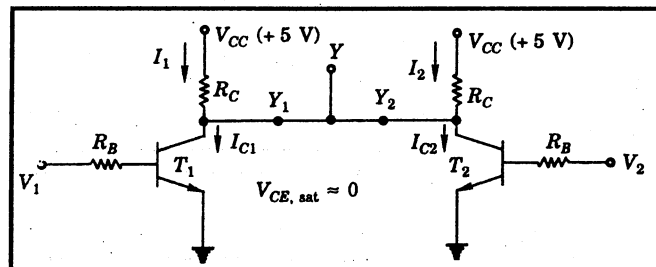 V_CC (+ 5 V) Y V_CC (+ 5 V)
I_1 I_2
R_C Y_1 Y_2 R_C
R_B I_C1 I_C2 R_B
V_1 T_1 V_CE, sat ≈ 0 T_2 V_2